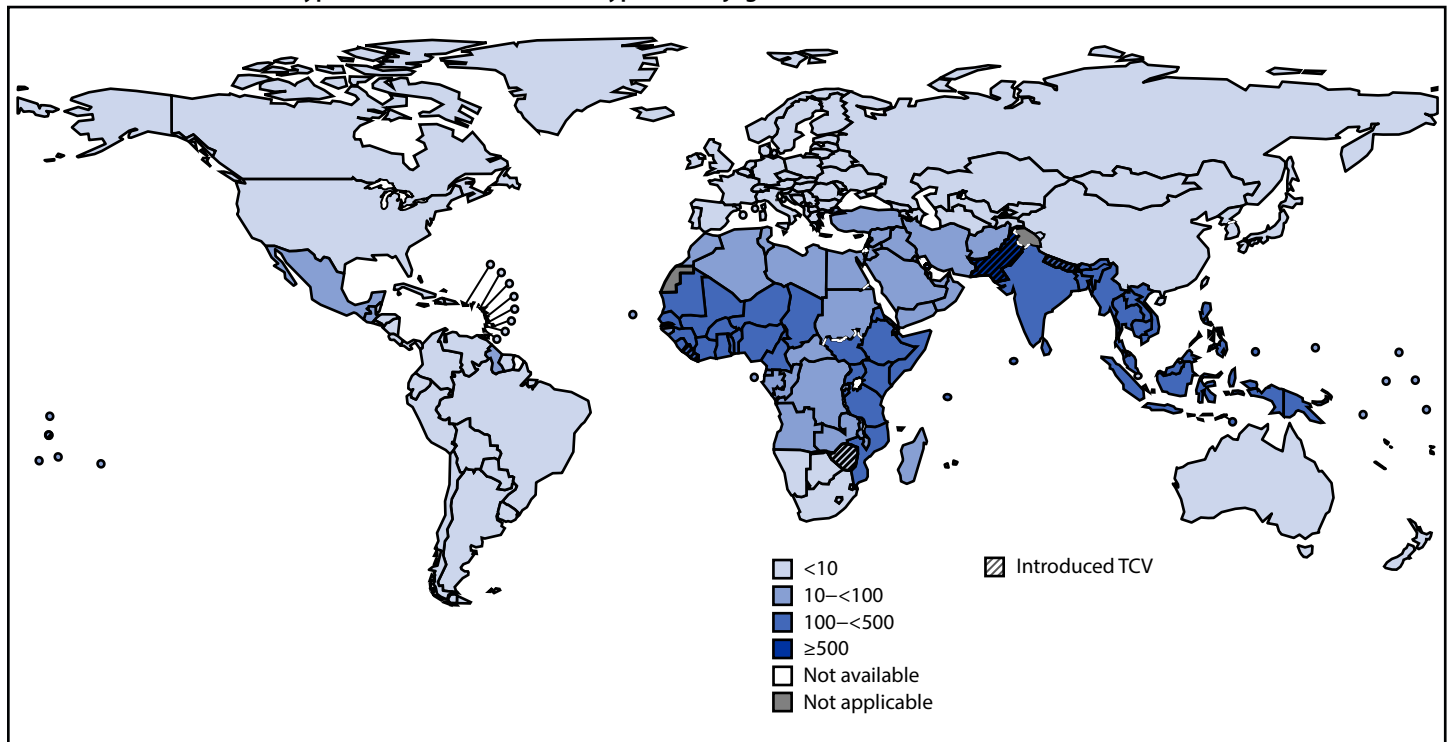 <10
10–<100
100–<500
≥500
Not available
Not applicable
Introduced TCV